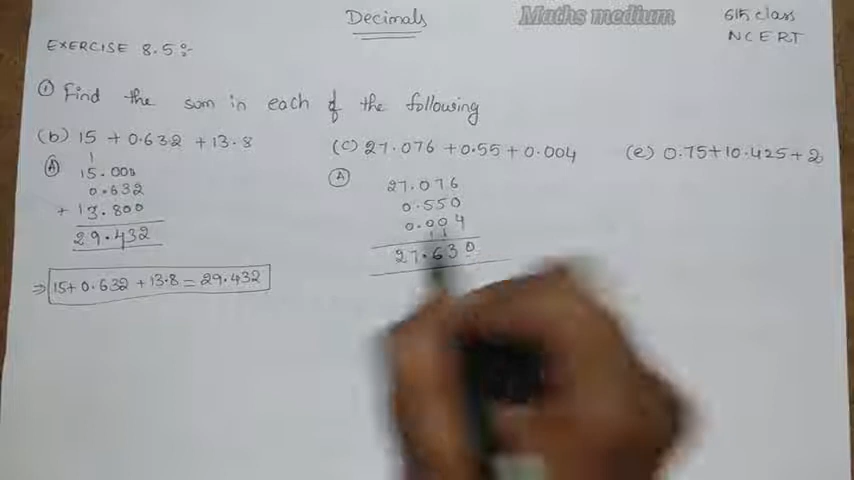 Decimals
Maths medium
6th class
NCERT
EXERCISE 8.5:-
① Find the sum in each of the following
(b) 15 + 0.632 + 13.8
Ⓐ
1
15.000
0.632
+ 13.800
29.432
⇒ 15+ 0.632 + 13.8 = 29.432
(c) 27.076 + 0.55 + 0.004
Ⓐ
27.076
0.550
0.004
1 1
27.630
(e) 0.75+10.425+2